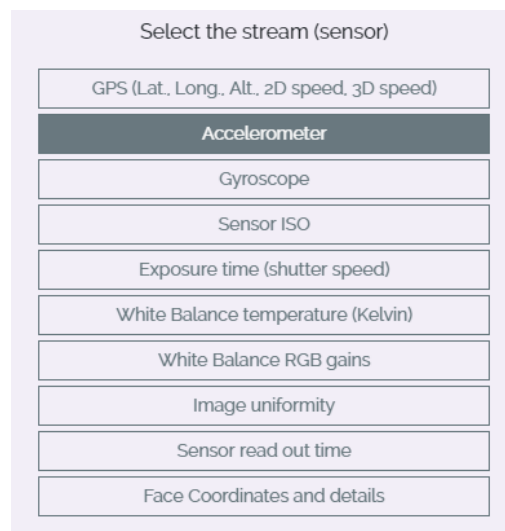 Select the stream (sensor)
GPS (Lat., Long., Alt., 2D speed, 3D speed)
Accelerometer
Gyroscope
Sensor ISO
Exposure time (shutter speed)
White Balance temperature (Kelvin)
White Balance RGB gains
Image uniformity
Sensor read out time
Face Coordinates and details